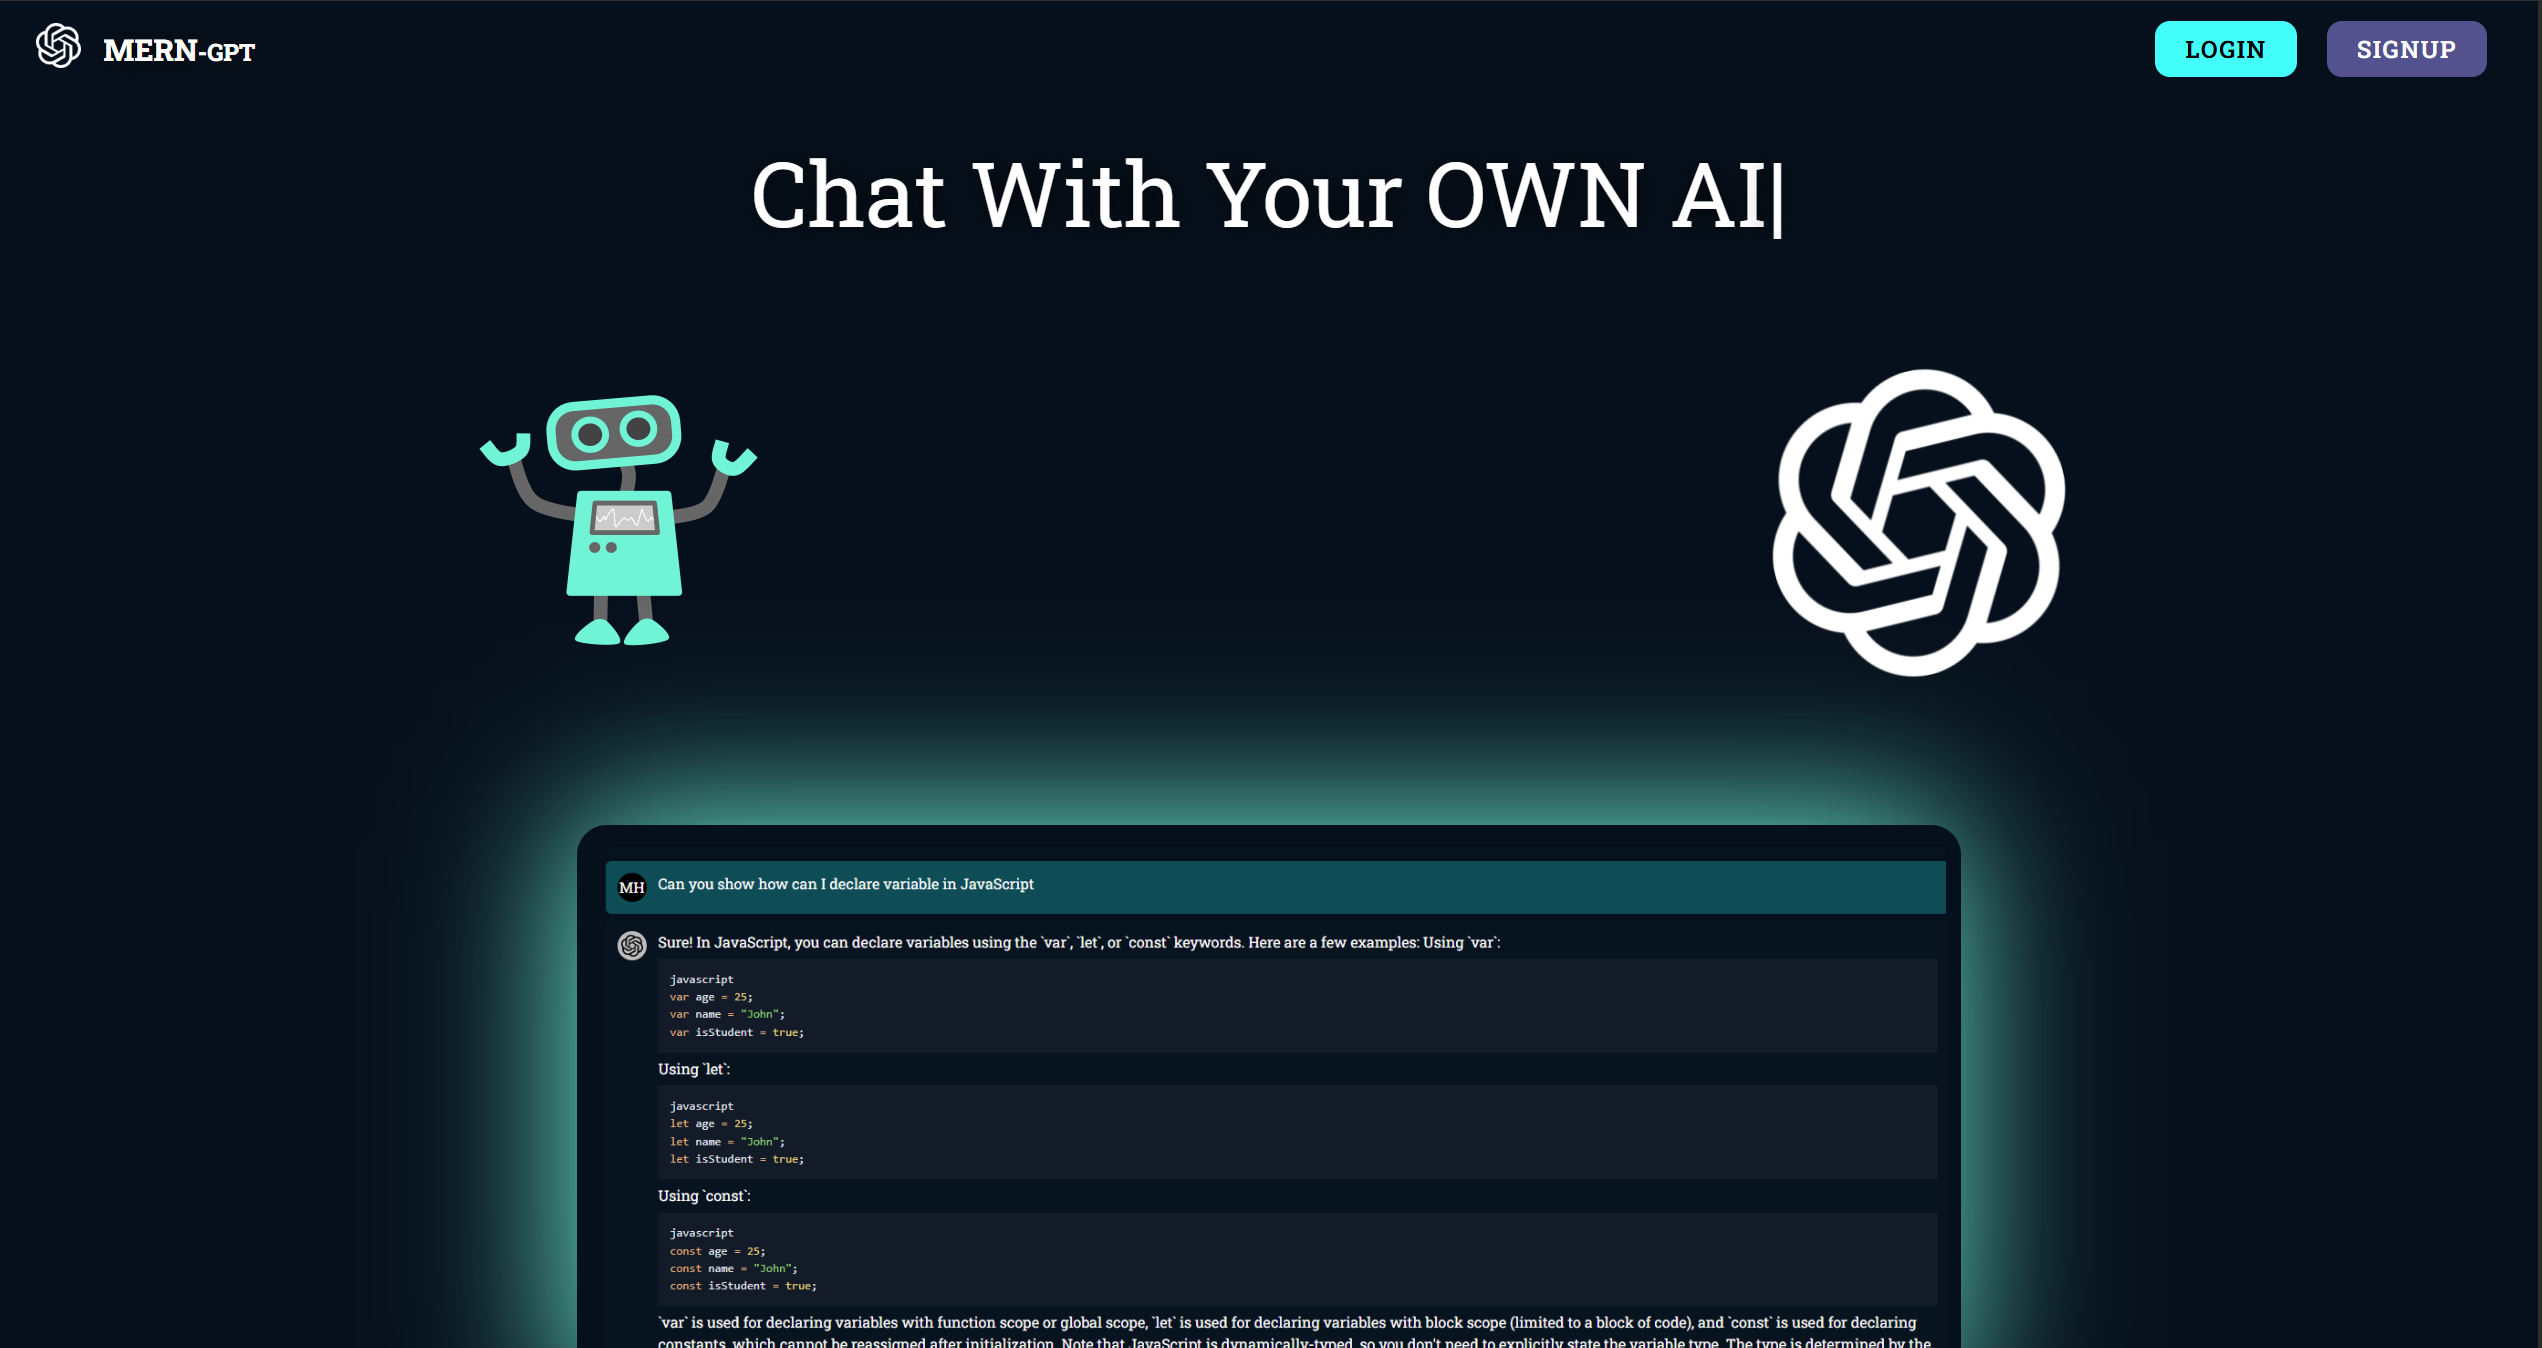 MERN-GPT
LOGIN
SIGNUP
Chat With Your OWN AI|
MH
Can you show how can I declare variable in JavaScript
Sure! In JavaScript, you can declare variables using the `var`, `let`, or `const` keywords. Here are a few examples: Using `var`:
javascript
var age = 25;
var name = "John";
var isStudent = true;
Using `let`:
javascript
let age = 25;
let name = "John";
let isStudent = true;
Using `const`:
javascript
const age = 25;
const name = "John";
const isStudent = true;
`var` is used for declaring variables with function scope or global scope, `let` is used for declaring variables with block scope (limited to a block of code), and `const` is used for declaring
constants, which cannot be reassigned after initialization. Note that JavaScript is dynamically-typed, so you don't need to explicitly state the variable type. The type is determined by the